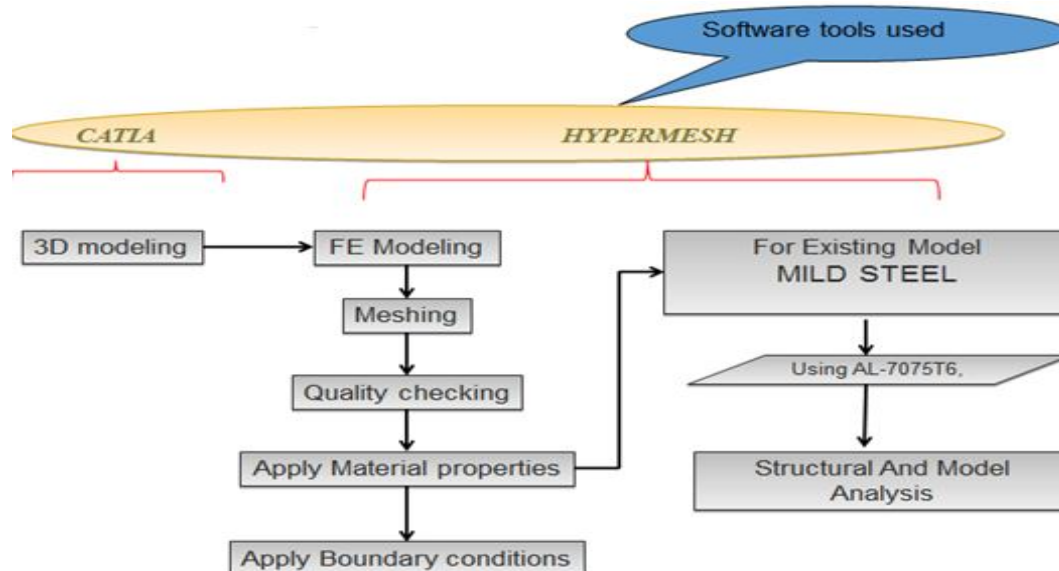 Software tools used
CATIA
HYPERMESH
3D modeling
FE Modeling
Meshing
Quality checking
Apply Material properties
Apply Boundary conditions
For Existing Model
MILD STEEL
Using AL-7075T6,
Structural And Model
Analysis